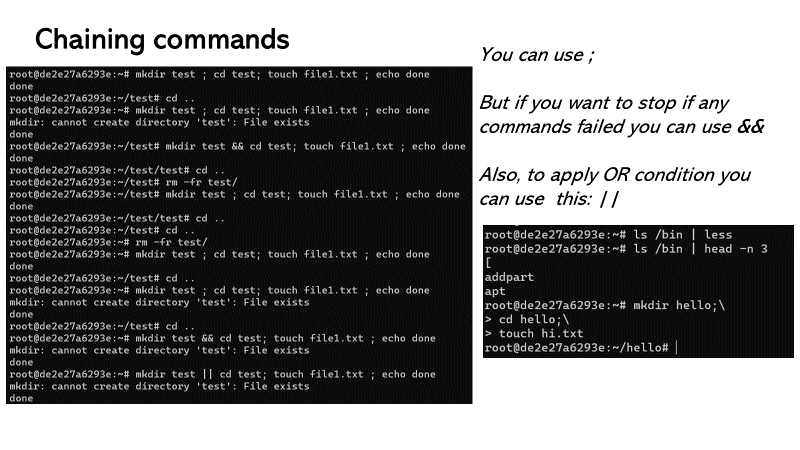 Chaining commands
root@de2e27a6293e:~# mkdir test ; cd test; touch file1.txt ; echo done
done
root@de2e27a6293e:~/test# cd ..
root@de2e27a6293e:~# mkdir test ; cd test; touch file1.txt ; echo done
mkdir: cannot create directory 'test': File exists
done
root@de2e27a6293e:~/test# mkdir test && cd test; touch file1.txt ; echo done
done
root@de2e27a6293e:~/test/test# cd ..
root@de2e27a6293e:~/test# rm -fr test/
root@de2e27a6293e:~/test# mkdir test ; cd test; touch file1.txt ; echo done
done
root@de2e27a6293e:~/test/test# cd ..
root@de2e27a6293e:~/test# cd ..
root@de2e27a6293e:~# rm -fr test/
root@de2e27a6293e:~# mkdir test ; cd test; touch file1.txt ; echo done
done
root@de2e27a6293e:~/test# cd ..
root@de2e27a6293e:~# mkdir test ; cd test; touch file1.txt ; echo done
mkdir: cannot create directory 'test': File exists
done
root@de2e27a6293e:~/test# cd ..
root@de2e27a6293e:~# mkdir test && cd test; touch file1.txt ; echo done
mkdir: cannot create directory 'test': File exists
done
root@de2e27a6293e:~# mkdir test || cd test; touch file1.txt ; echo done
mkdir: cannot create directory 'test': File exists
done
You can use ;
But if you want to stop if any
commands failed you can use &&
Also, to apply OR condition you
can use this: ||
root@de2e27a6293e:~# ls /bin | less
root@de2e27a6293e:~# ls /bin | head -n 3
[
addpart
apt
root@de2e27a6293e:~# mkdir hello;\
> cd hello;\
> touch hi.txt
root@de2e27a6293e:~/hello#